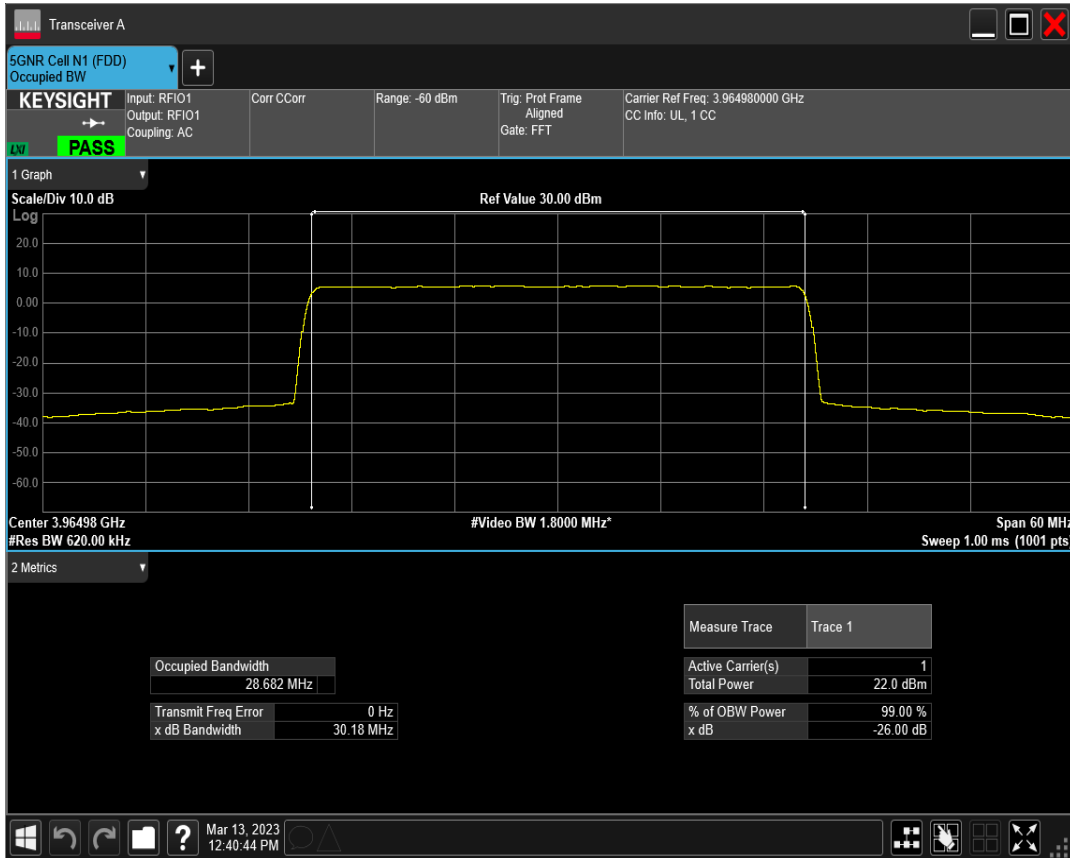 Transceiver A
5GNR Cell N1 (FDD)
Occupied BW
+
KEYSIGHT
LXI
PASS
Input: RFIO1
Output: RFIO1
Coupling: AC
Corr CCorr
Range: -60 dBm
Trig: Prot Frame
Aligned
Gate: FFT
Carrier Ref Freq: 3.964980000 GHz
CC Info: UL, 1 CC
1 Graph
Scale/Div 10.0 dB
Ref Value 30.00 dBm
Log
20.0
10.0
0.00
-10.0
-20.0
-30.0
-40.0
-50.0
-60.0
Center 3.96498 GHz
#Video BW 1.8000 MHz*
Span 60 MHz
#Res BW 620.00 kHz
Sweep 1.00 ms (1001 pts)
2 Metrics
Measure Trace Trace 1
Occupied Bandwidth
28.682 MHz
Active Carrier(s) 1
Total Power 22.0 dBm
Transmit Freq Error 0 Hz
x dB Bandwidth 30.18 MHz
% of OBW Power 99.00 %
x dB -26.00 dB
?
Mar 13, 2023
12:40:44 PM